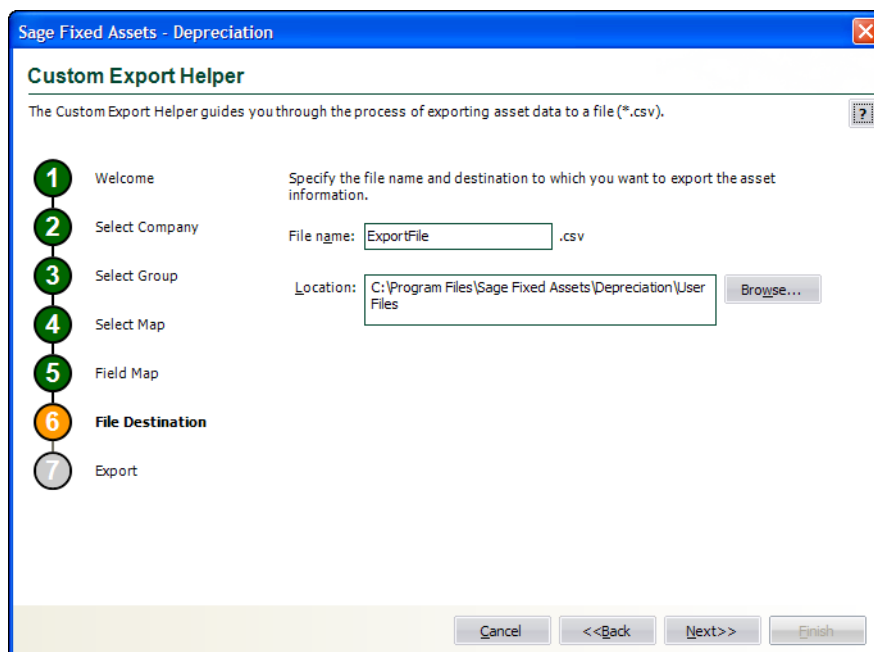 Sage Fixed Assets - Depreciation
Custom Export Helper
The Custom Export Helper guides you through the process of exporting asset data to a file (*.csv).
?
1 Welcome
2 Select Company
3 Select Group
4 Select Map
5 Field Map
6 File Destination
7 Export
Specify the file name and destination to which you want to export the asset
information.
File name: ExportFile .csv
Location: C:\Program Files\Sage Fixed Assets\Depreciation\User
Files
Browse...
Cancel <<Back Next>> Finish